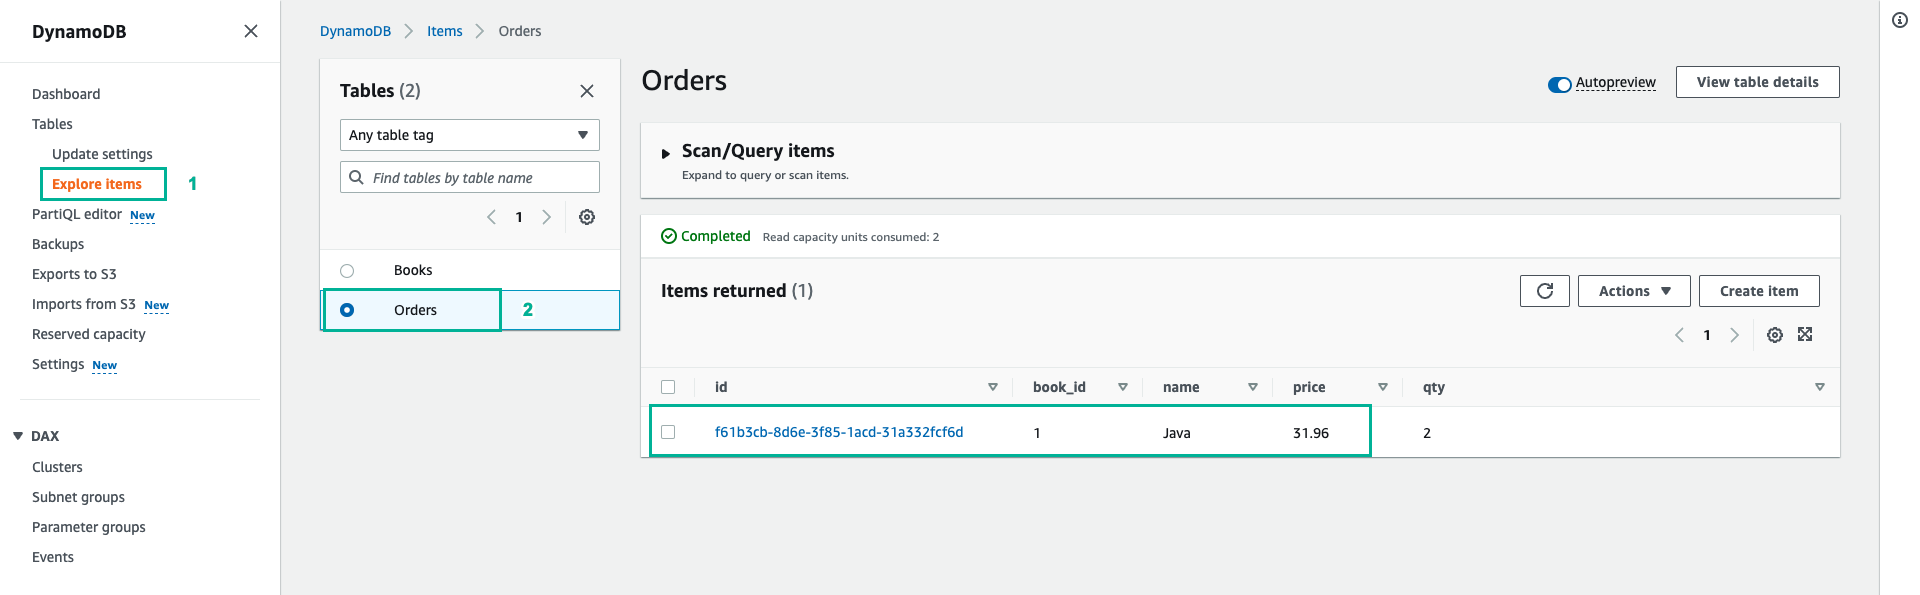 DynamoDB
Dashboard
Tables
Update settings
Explore items 1
PartiQL editor New
Backups
Exports to S3
Imports from S3 New
Reserved capacity
Settings New
DAX
Clusters
Subnet groups
Parameter groups
Events
DynamoDB Items Orders
Tables (2)
Any table tag
Find tables by table name
1
Books
Orders 2
Orders
Autopreview View table details
Scan/Query items
Expand to query or scan items.
Completed Read capacity units consumed: 2
Items returned (1)
Actions Create item
1
id book_id name price qty
f61b3cb-8d6e-3f85-1acd-31a332fcf6d 1 Java 31.96 2